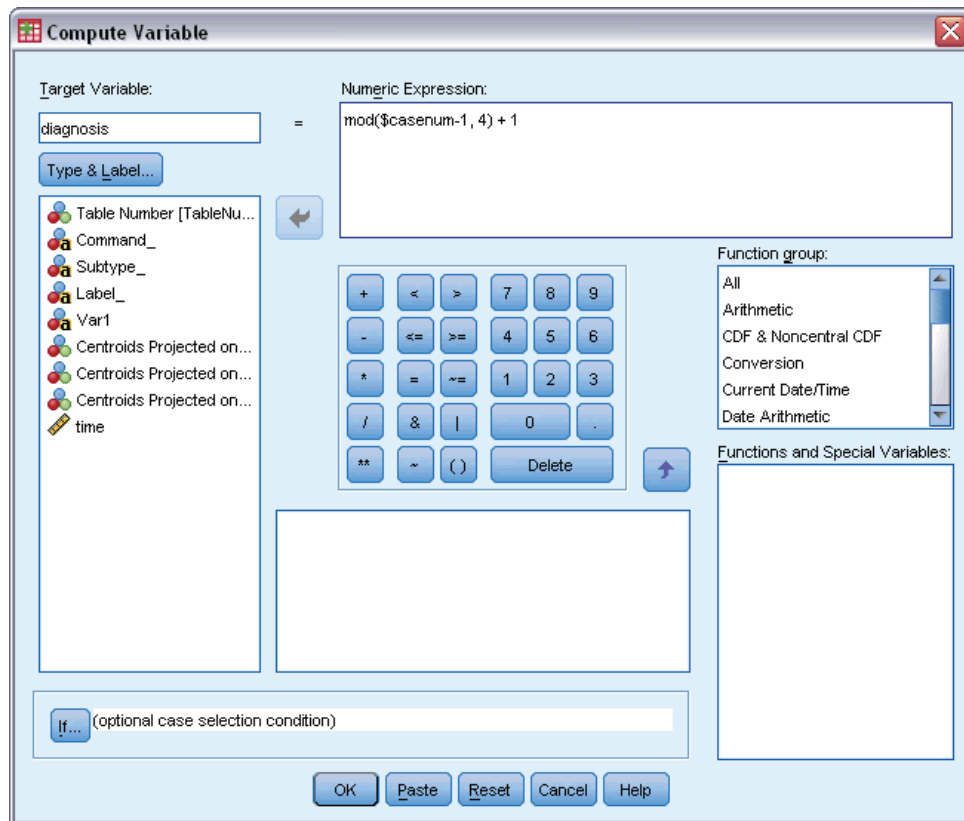 Compute Variable
Target Variable:
diagnosis
=
Numeric Expression:
mod($casenum-1, 4) + 1
Type & Label...
Table Number [TableNu...
Command_
Subtype_
Label_
Var1
Centroids Projected on...
Centroids Projected on...
Centroids Projected on...
time
+ < > 7 8 9
- <= >= 4 5 6
* = ~= 1 2 3
/ & | 0 .
** ~ () Delete
Function group:
All
Arithmetic
CDF & Noncentral CDF
Conversion
Current Date/Time
Date Arithmetic
Functions and Special Variables:
If... (optional case selection condition)
OK Paste Reset Cancel Help